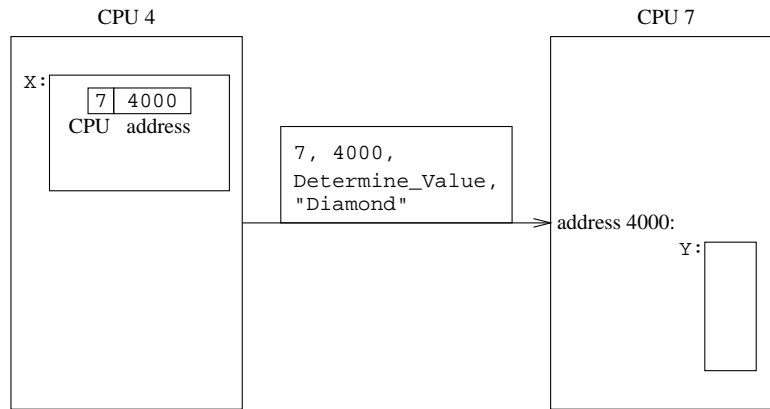 CPU 4
CPU 7
X:
7 4000
CPU address
7, 4000,
Determine_Value,
"Diamond"
address 4000:
Y: